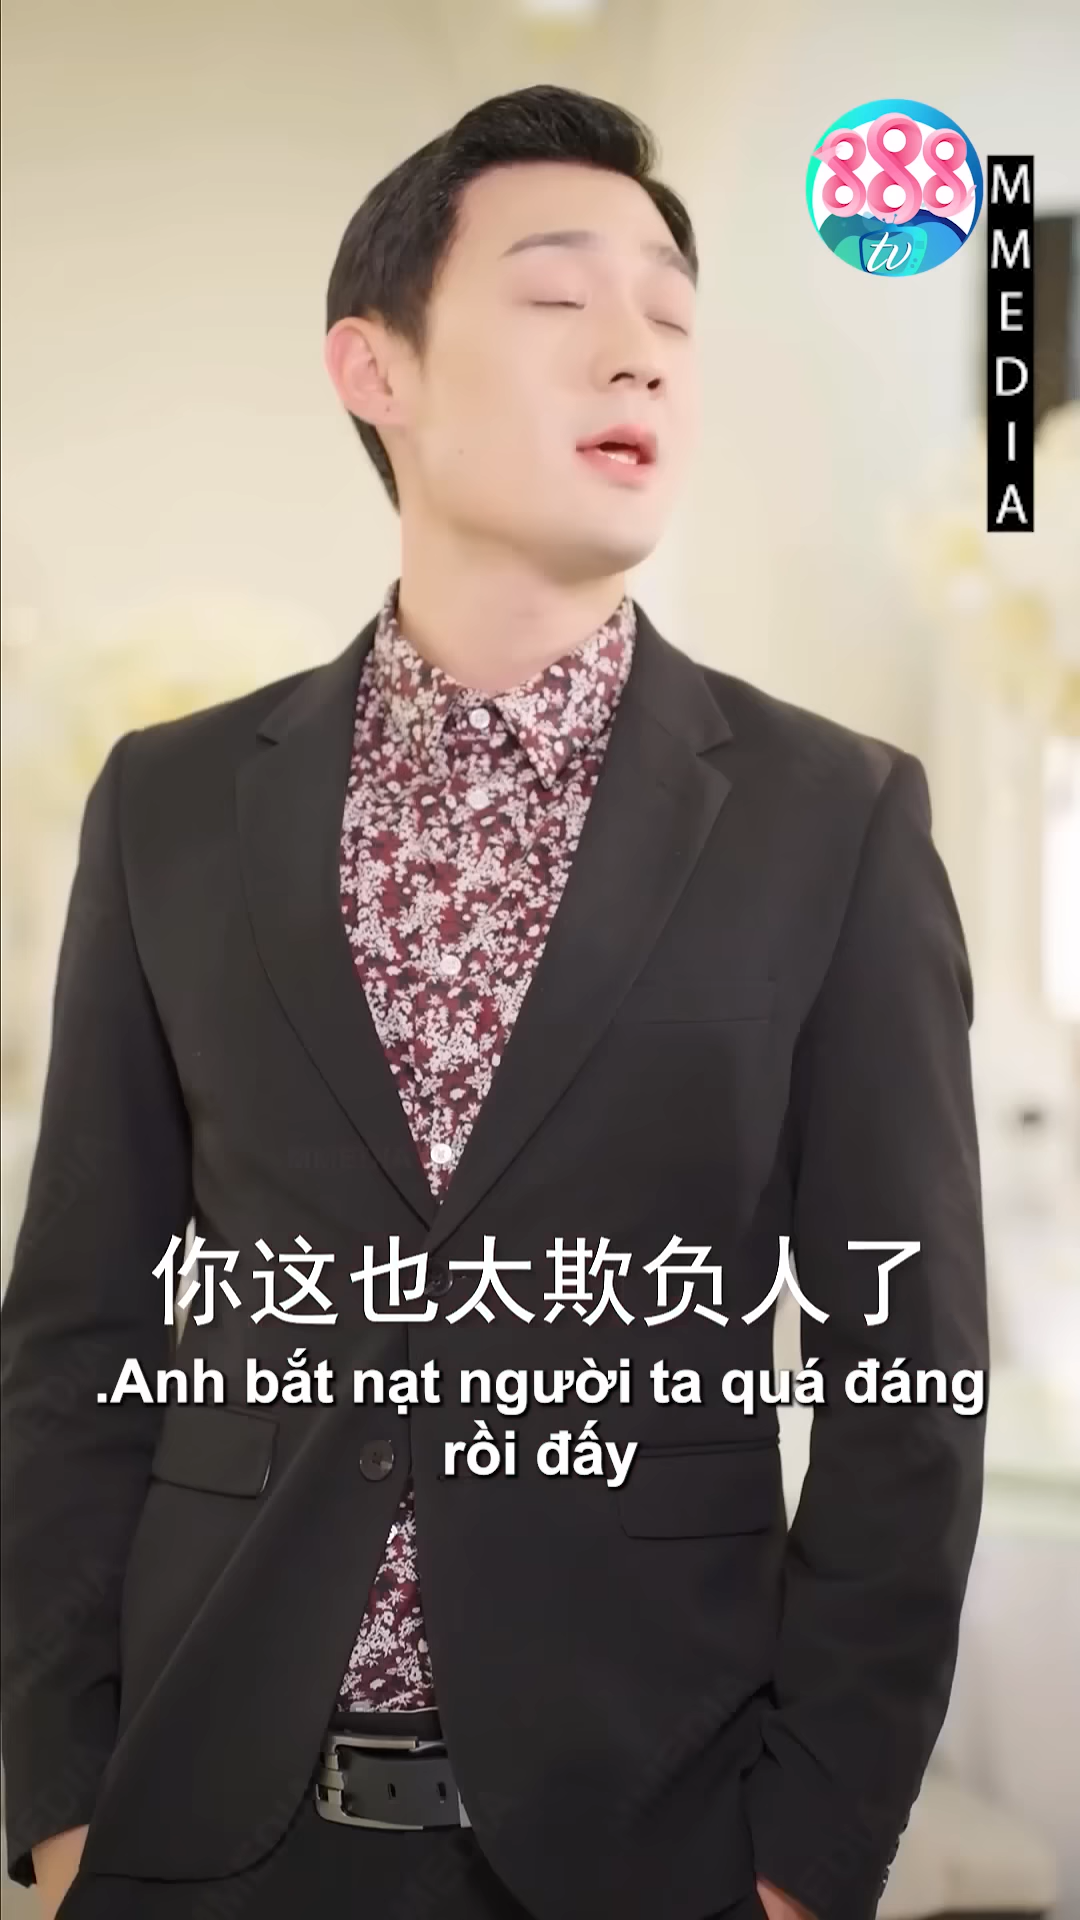 888
tv
MMEDIA
你这也太欺负人了
.Anh bắt nạt người ta quá đáng
rồi đấy